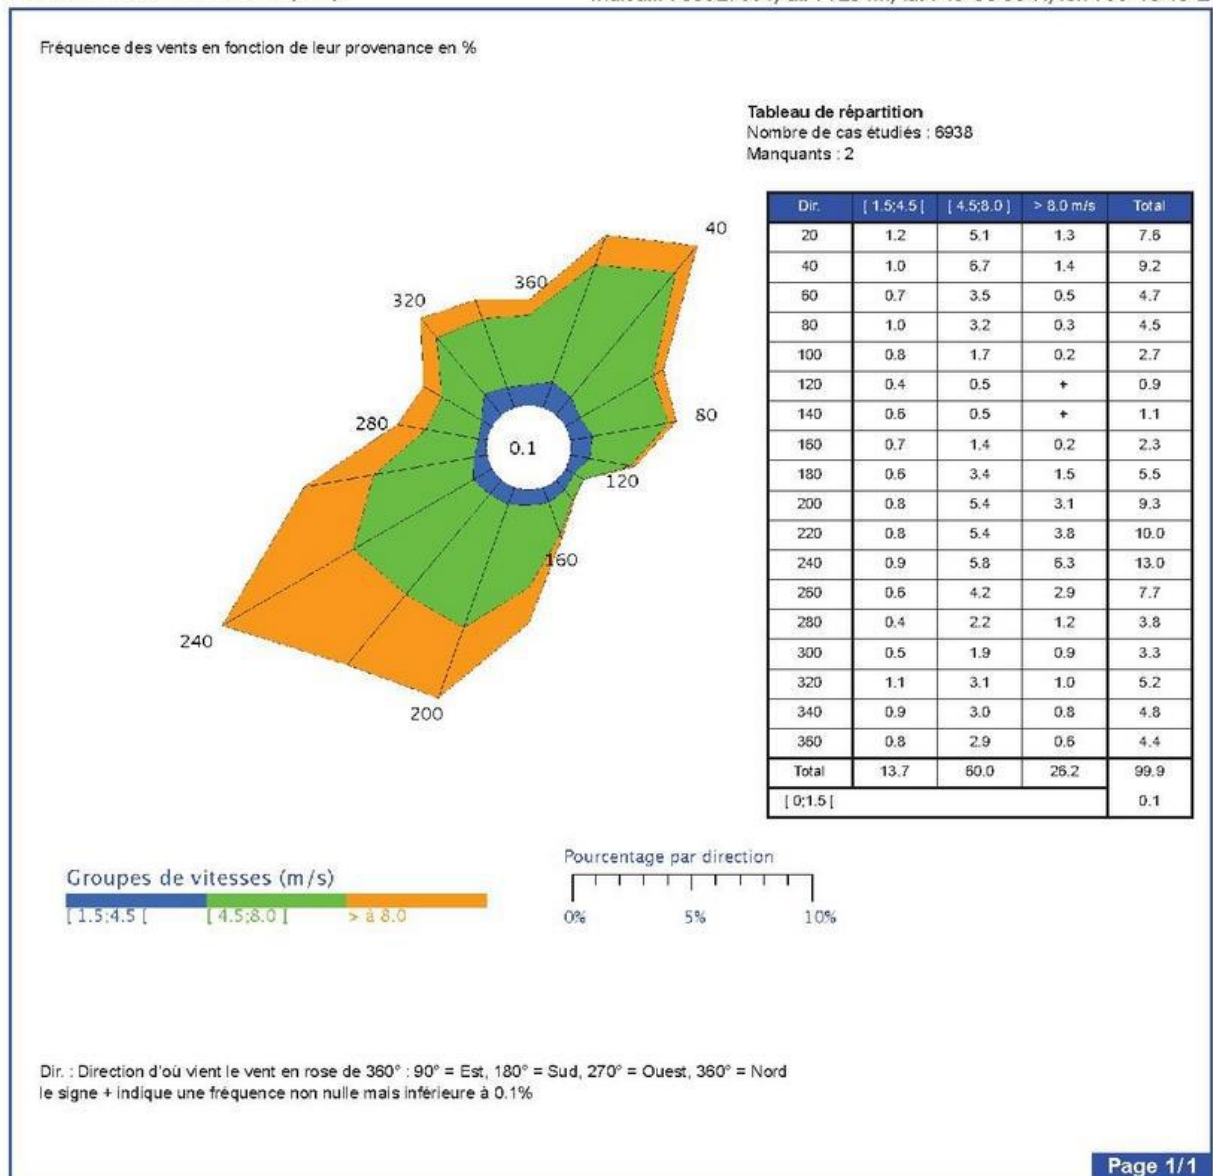 Fréquence des vents en fonction de leur provenance en %
Tableau de répartition
Nombre de cas étudiés : 6938
Manquants : 2
Dir. [ 1.5;4.5 [ [ 4.5;8.0 ] > 8.0 m/s Total
20 1.2 5.1 1.3 7.6
40 1.0 6.7 1.4 9.2
60 0.7 3.5 0.5 4.7
80 1.0 3.2 0.3 4.5
100 0.8 1.7 0.2 2.7
120 0.4 0.5 + 0.9
140 0.6 0.5 + 1.1
160 0.7 1.4 0.2 2.3
180 0.6 3.4 1.5 5.5
200 0.8 5.4 3.1 9.3
220 0.8 5.4 3.8 10.0
240 0.9 5.8 6.3 13.0
260 0.6 4.2 2.9 7.7
280 0.4 2.2 1.2 3.8
300 0.5 1.9 0.9 3.3
320 1.1 3.1 1.0 5.2
340 0.9 3.0 0.8 4.8
360 0.8 2.9 0.6 4.4
Total 13.7 60.0 26.2 99.9
[ 0;1.5 [ 0.1
40
360
320
80
280
0.1
120
160
240
200
Groupes de vitesses (m/s)
[ 1.5;4.5 [ [ 4.5;8.0 ] > à 8.0
Pourcentage par direction
0% 5% 10%
Dir. : Direction d'où vient le vent en rose de 360° : 90° = Est, 180° = Sud, 270° = Ouest, 360° = Nord
le signe + indique une fréquence non nulle mais inférieure à 0.1%
Page 1/1